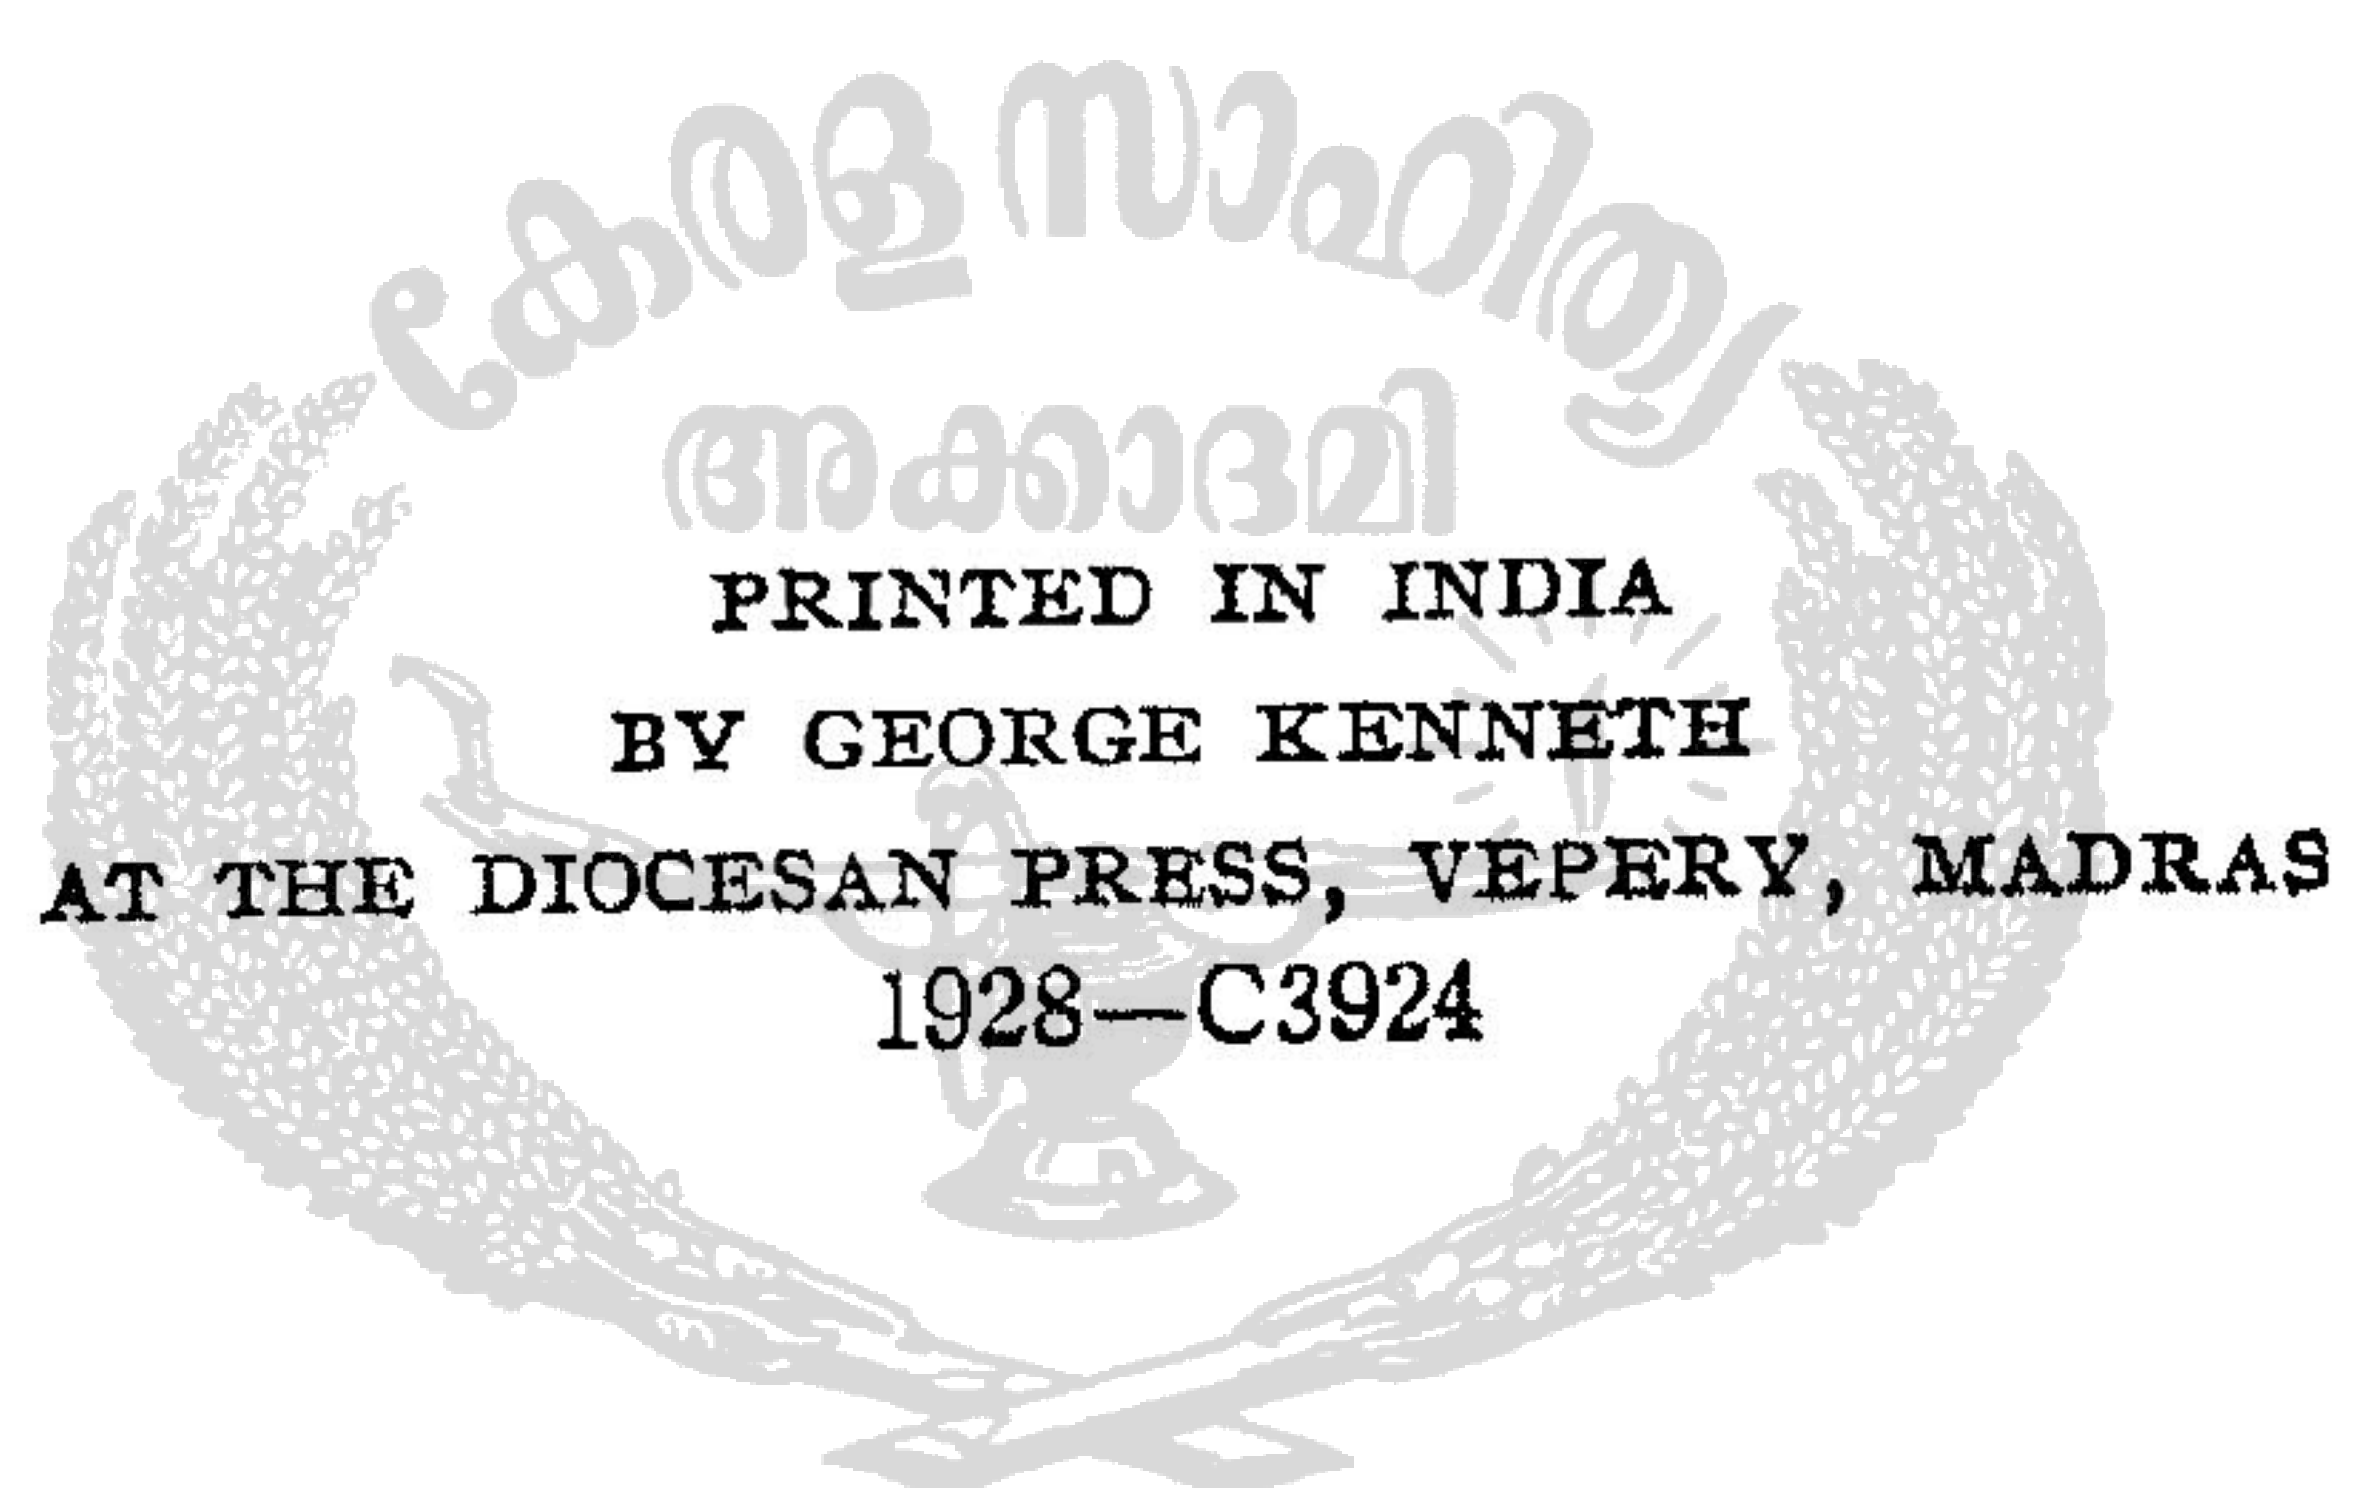 കേരള സാഹിത്യ
അക്കാദമി
PRINTED IN INDIA
BY GEORGE KENNETH
AT THE DIOCESAN PRESS, VEPERY, MADRAS
1928—C3924